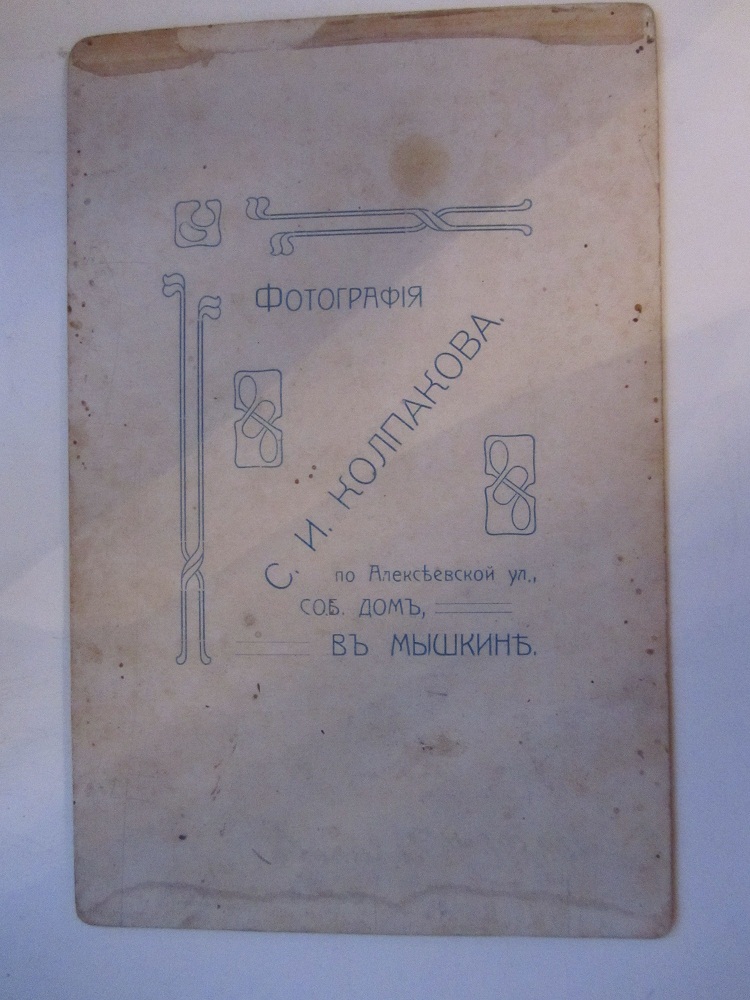 Фотографія
С. И. КОЛПАКОВА.
по Алексѣевской ул.,
СОБ. ДОМЪ,
ВЪ МЫШКИНѢ.